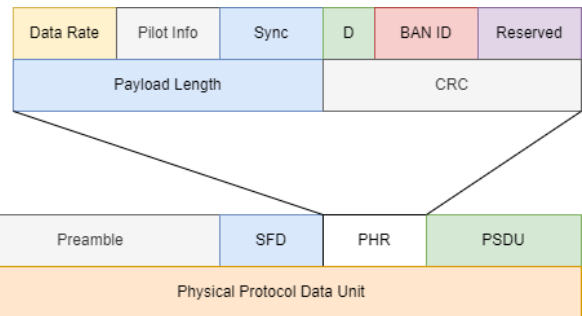 Data Rate Pilot Info Sync D BAN ID Reserved
Payload Length CRC
Preamble SFD PHR PSDU
Physical Protocol Data Unit